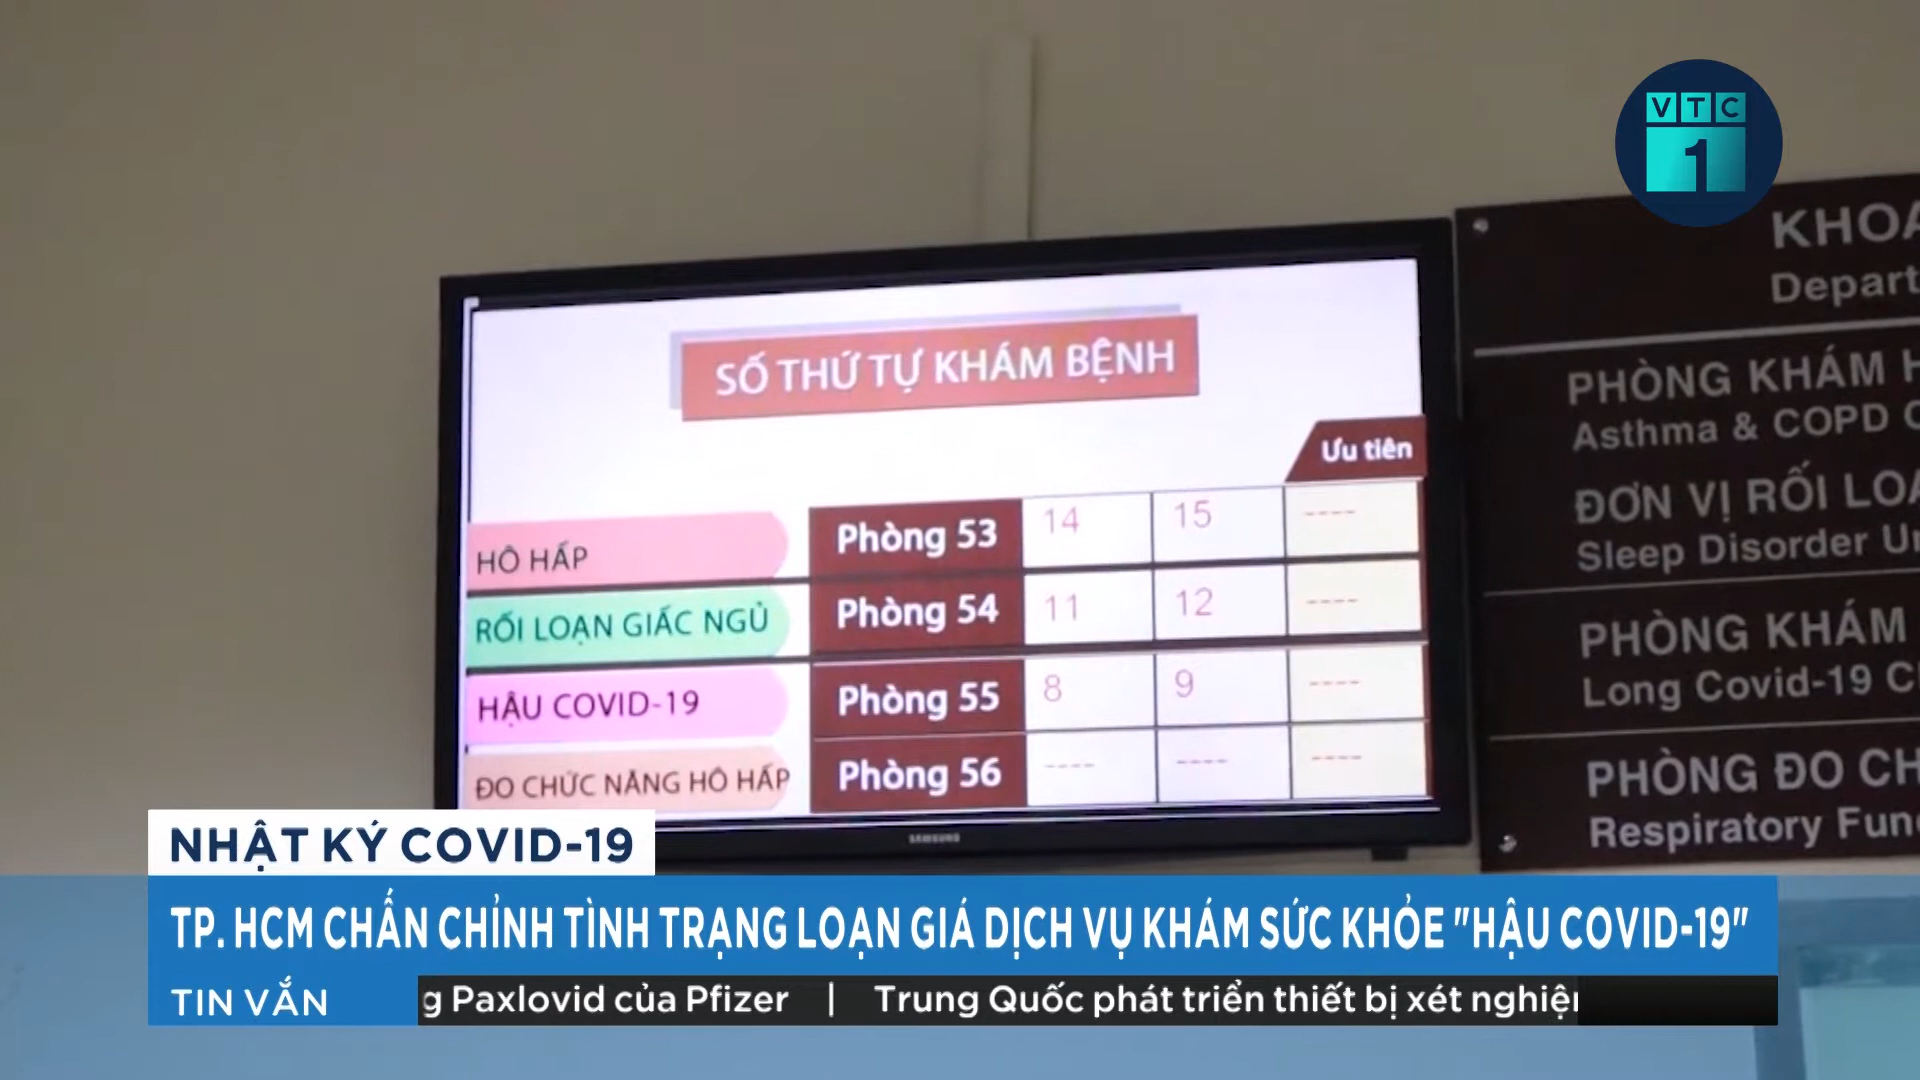 VTC
1
KHOA
Depart
PHÒNG KHÁM H
Asthma & COPD C
ĐƠN VỊ RỐI LOẠ
Sleep Disorder Un
PHÒNG KHÁM
Long Covid-19 C
PHÒNG ĐO CH
Respiratory Func
SỐ THỨ TỰ KHÁM BỆNH
Ưu tiên
HÔ HẤP Phòng 53 14 15 ----
RỐI LOẠN GIẤC NGỦ Phòng 54 11 12 ----
HẬU COVID-19 Phòng 55 8 9 ----
ĐO CHỨC NĂNG HÔ HẤP Phòng 56 ---- ---- ----
SAMSUNG
NHẬT KÝ COVID-19
TP. HCM CHẤN CHỈNH TÌNH TRẠNG LOẠN GIÁ DỊCH VỤ KHÁM SỨC KHỎE "HẬU COVID-19"
TIN VẮN g Paxlovid của Pfizer | Trung Quốc phát triển thiết bị xét nghiệm